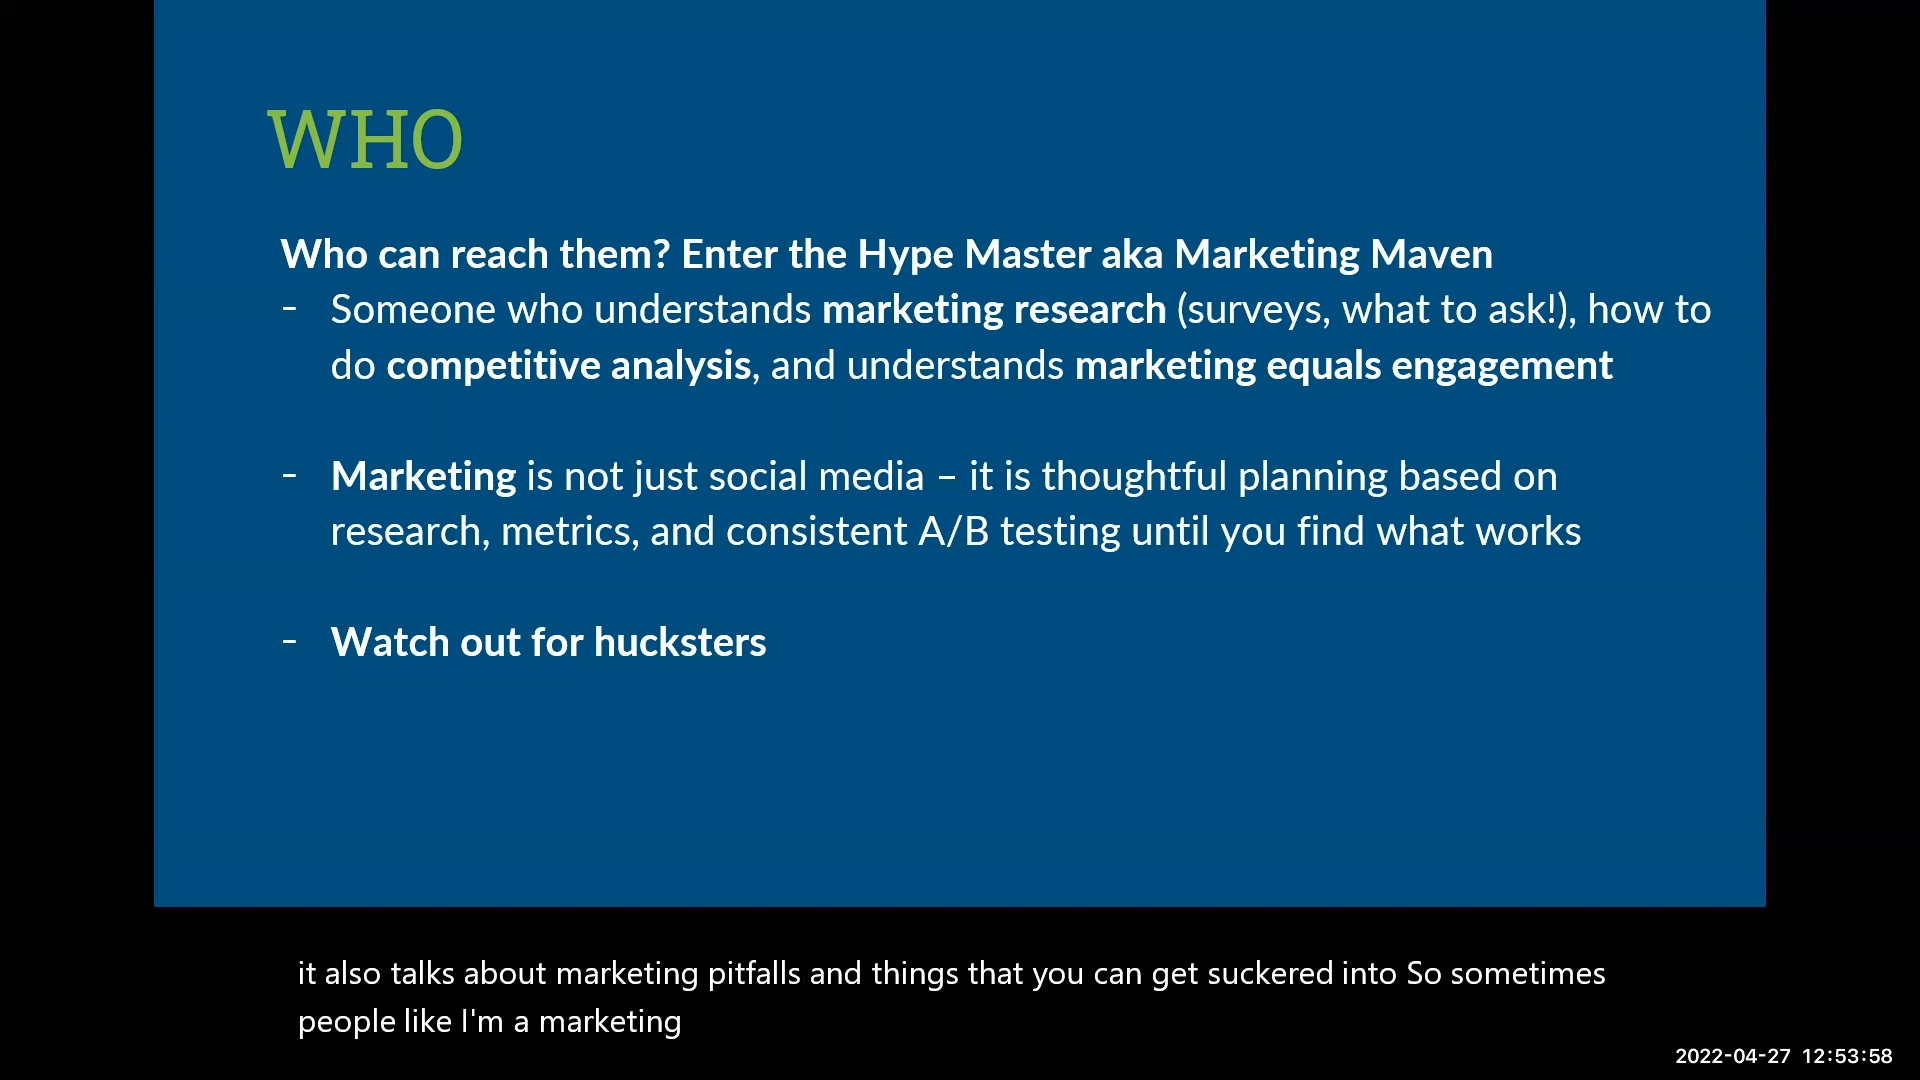 WHO
Who can reach them? Enter the Hype Master aka Marketing Maven
- Someone who understands marketing research (surveys, what to ask!), how to
do competitive analysis, and understands marketing equals engagement
- Marketing is not just social media – it is thoughtful planning based on
research, metrics, and consistent A/B testing until you find what works
- Watch out for hucksters
it also talks about marketing pitfalls and things that you can get suckered into So sometimes
people like I'm a marketing
2022-04-27 12:53:58